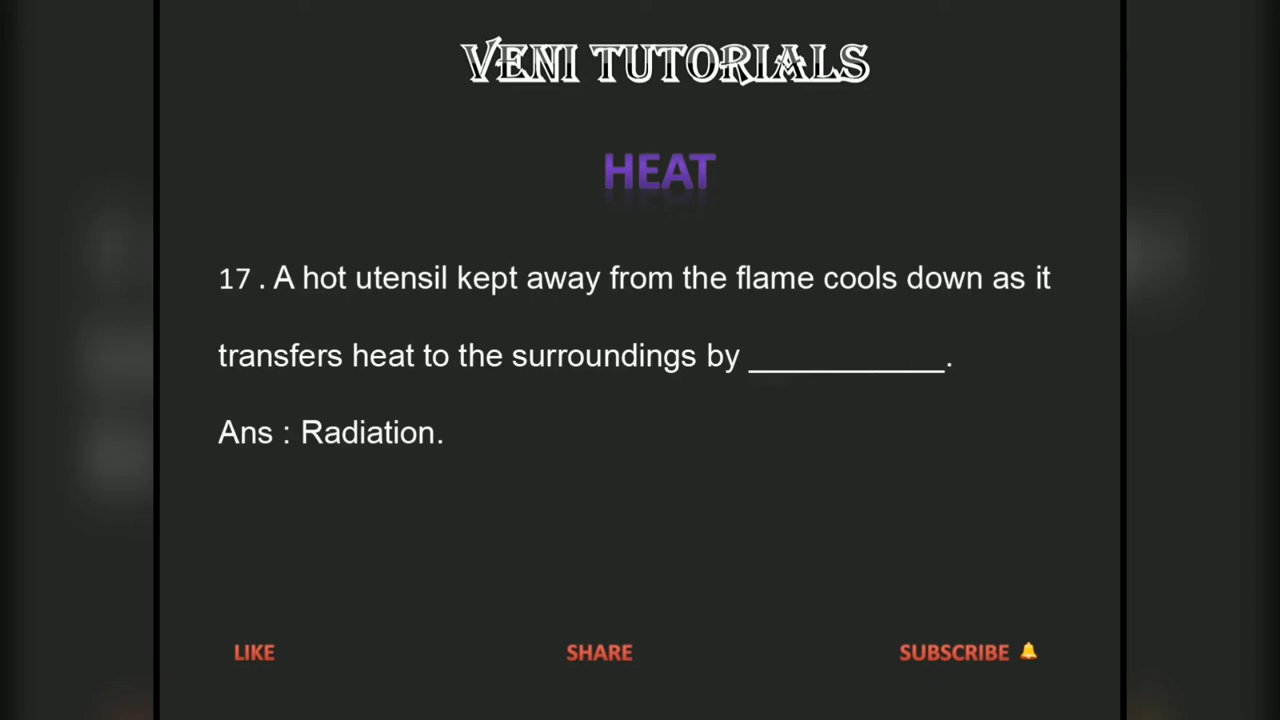 VENI TUTORIALS
HEAT
17 . A hot utensil kept away from the flame cools down as it
transfers heat to the surroundings by ___________.
Ans : Radiation.
LIKE
SHARE
SUBSCRIBE 🔔